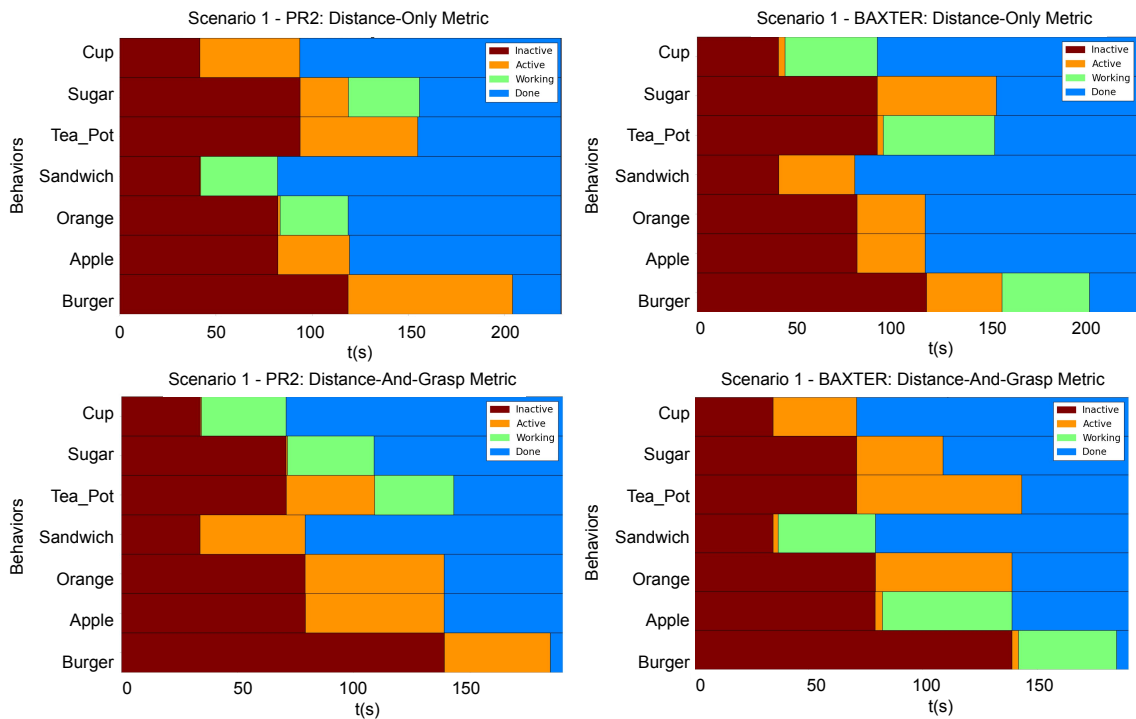 Scenario 1 - PR2: Distance-Only Metric
Behaviors
Cup
Sugar
Tea_Pot
Sandwich
Orange
Apple
Burger
Inactive
Active
Working
Done
0 50 100 150 200
t(s)
Scenario 1 - BAXTER: Distance-Only Metric
Behaviors
Cup
Sugar
Tea_Pot
Sandwich
Orange
Apple
Burger
Inactive
Active
Working
Done
0 50 100 150 200
t(s)
Scenario 1 - PR2: Distance-And-Grasp Metric
Behaviors
Cup
Sugar
Tea_Pot
Sandwich
Orange
Apple
Burger
Inactive
Active
Working
Done
0 50 100 150
t(s)
Scenario 1 - BAXTER: Distance-And-Grasp Metric
Behaviors
Cup
Sugar
Tea_Pot
Sandwich
Orange
Apple
Burger
Inactive
Active
Working
Done
0 50 100 150
t(s)